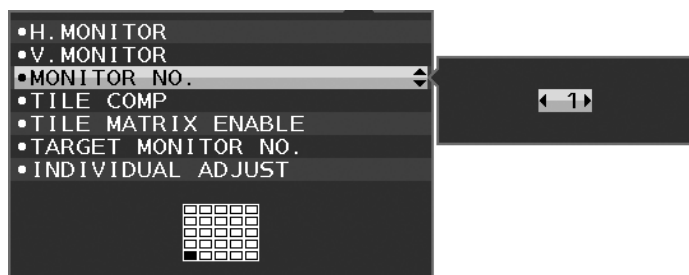 •H.MONITOR
•V.MONITOR
•MONITOR NO.
1
•TILE COMP
•TILE MATRIX ENABLE
•TARGET MONITOR NO.
•INDIVIDUAL ADJUST